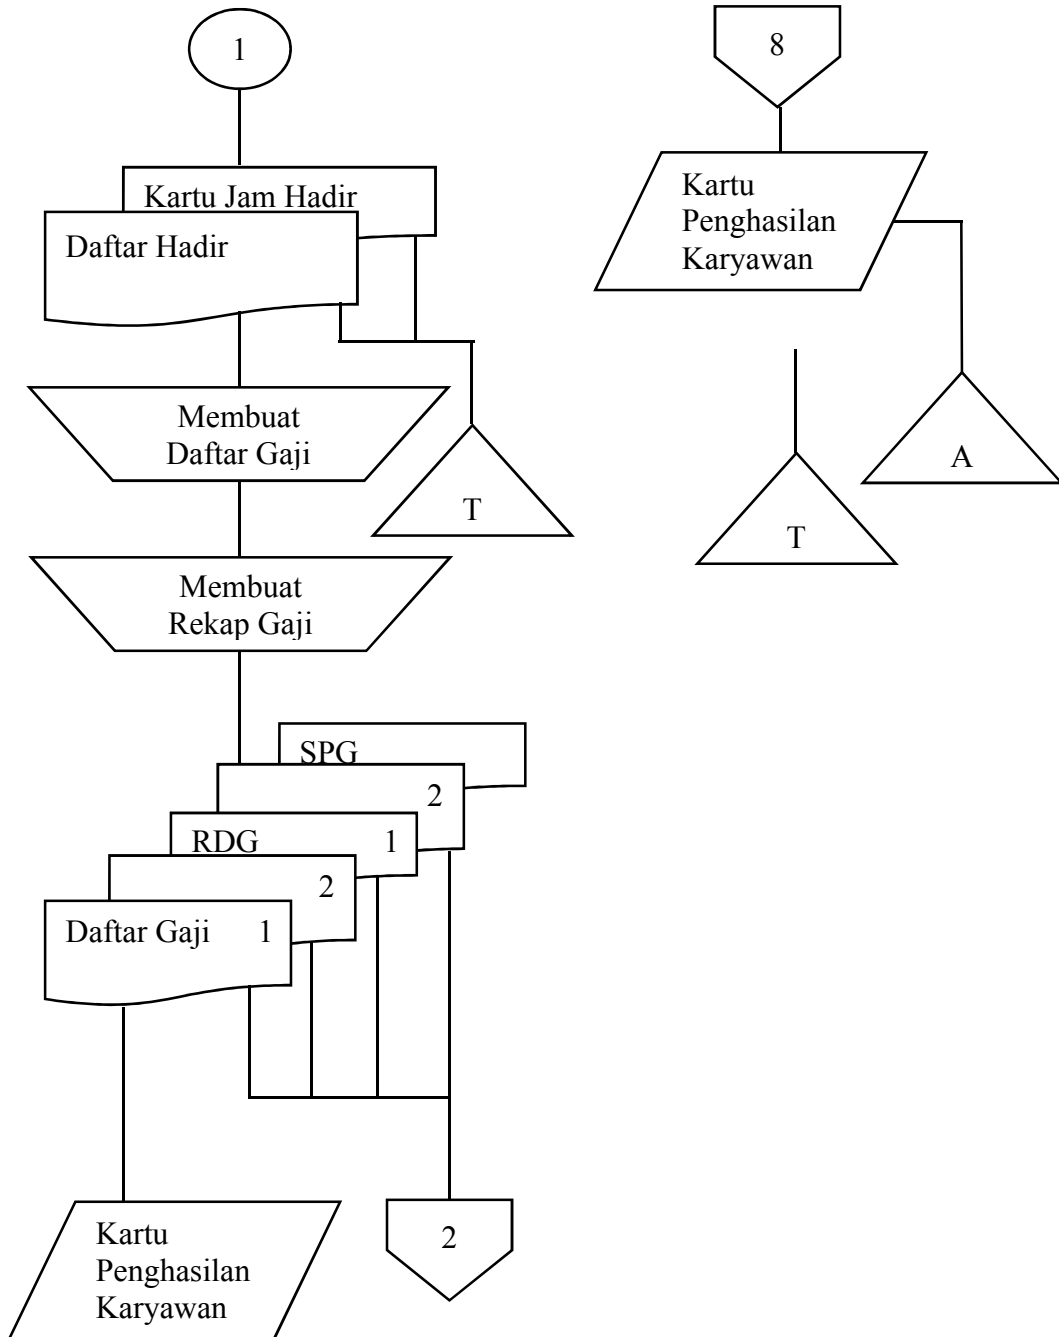 1
Kartu Jam Hadir
Daftar Hadir
Membuat
Daftar Gaji
T
Membuat
Rekap Gaji
SPG
2
RDG 1
2
Daftar Gaji 1
Kartu
Penghasilan
Karyawan
2
8
Kartu
Penghasilan
Karyawan
A
T